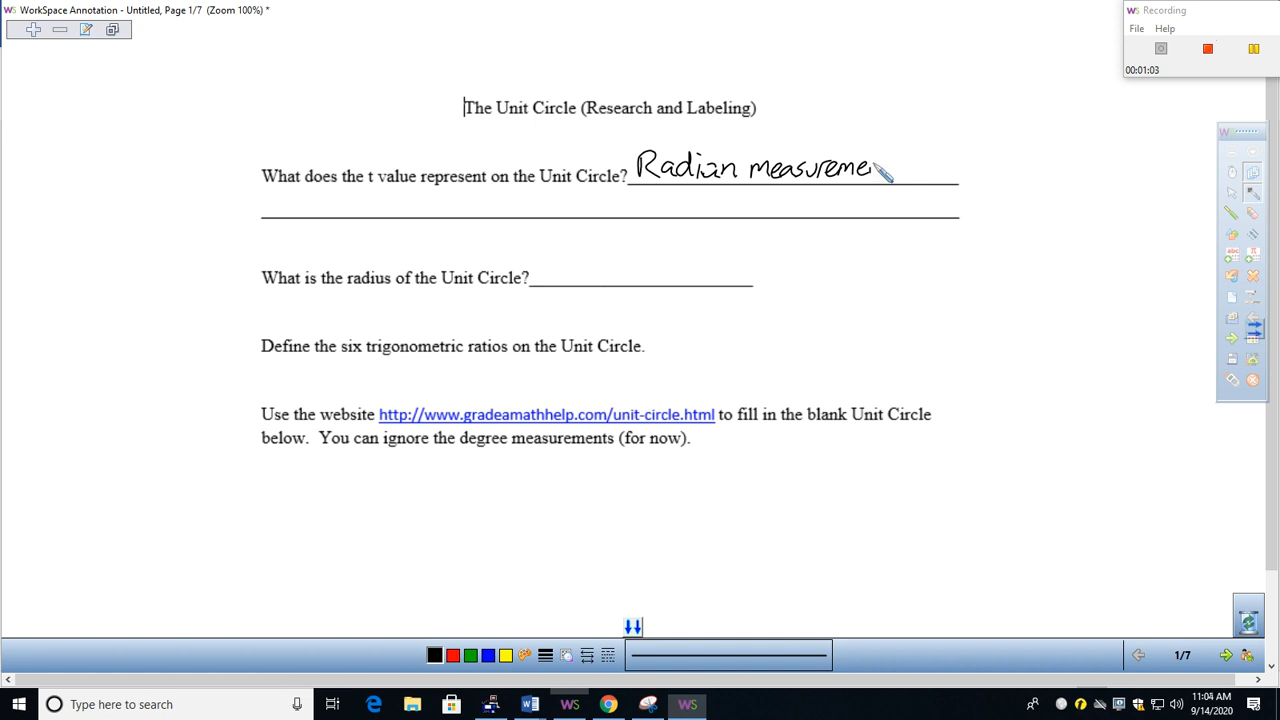 WorkSpace Annotation - Untitled, Page 1/7 (Zoom 100%) *
Recording
File Help
00:01:03
The Unit Circle (Research and Labeling)
What does the t value represent on the Unit Circle? Radian measureme
What is the radius of the Unit Circle?
Define the six trigonometric ratios on the Unit Circle.
Use the website http://www.gradeamathhelp.com/unit-circle.html to fill in the blank Unit Circle
below. You can ignore the degree measurements (for now).
1/7
Type here to search
11:04 AM
9/14/2020